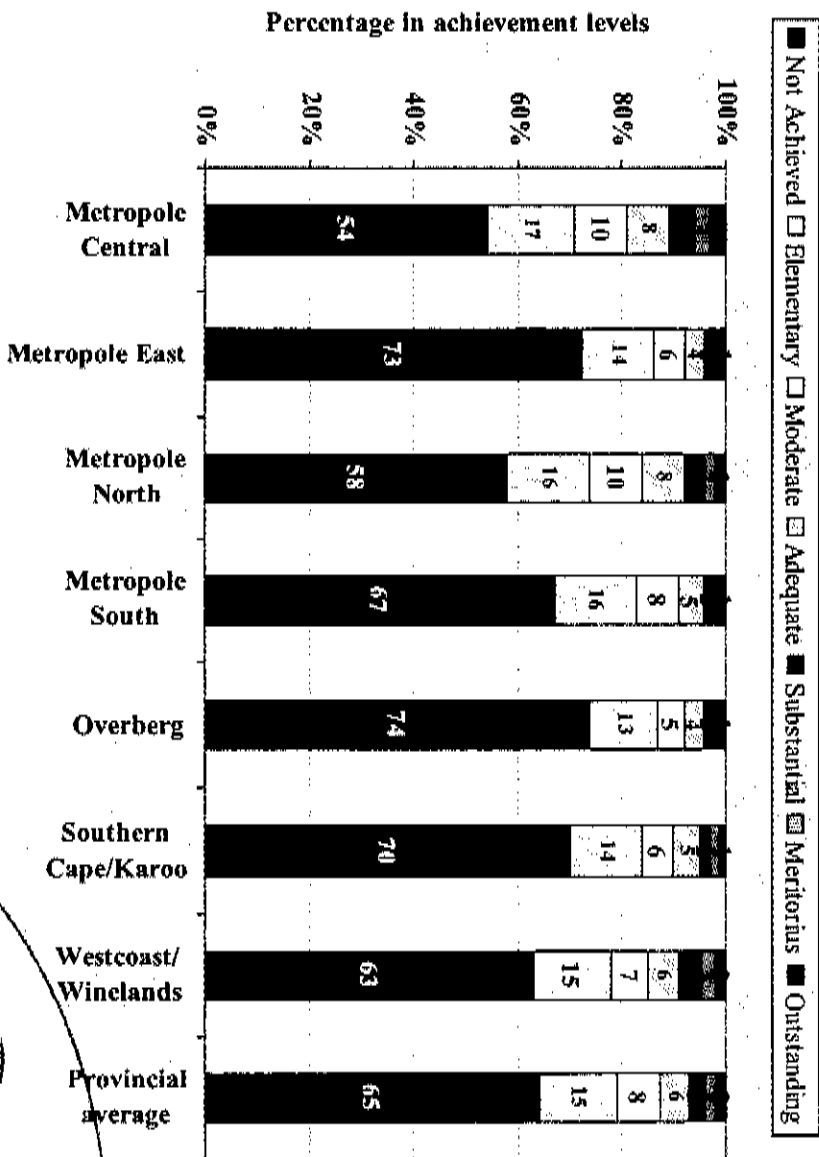 Not Achieved Elementary Moderate Adequate Substantial Meritorius Outstanding
Percentage in achievement levels
100%
80%
60%
40%
20%
0%
54 17 10 8
73 14 6 4
58 16 10 8
67 16 8 5
74 13 5 4
70 14 6 5
63 15 7 6
65 15 8 6
Metropole
Central
Metropole East
Metropole
North
Metropole
South
Overberg
Southern
Cape/Karoo
Westcoast/
Winelands
Provincial
average